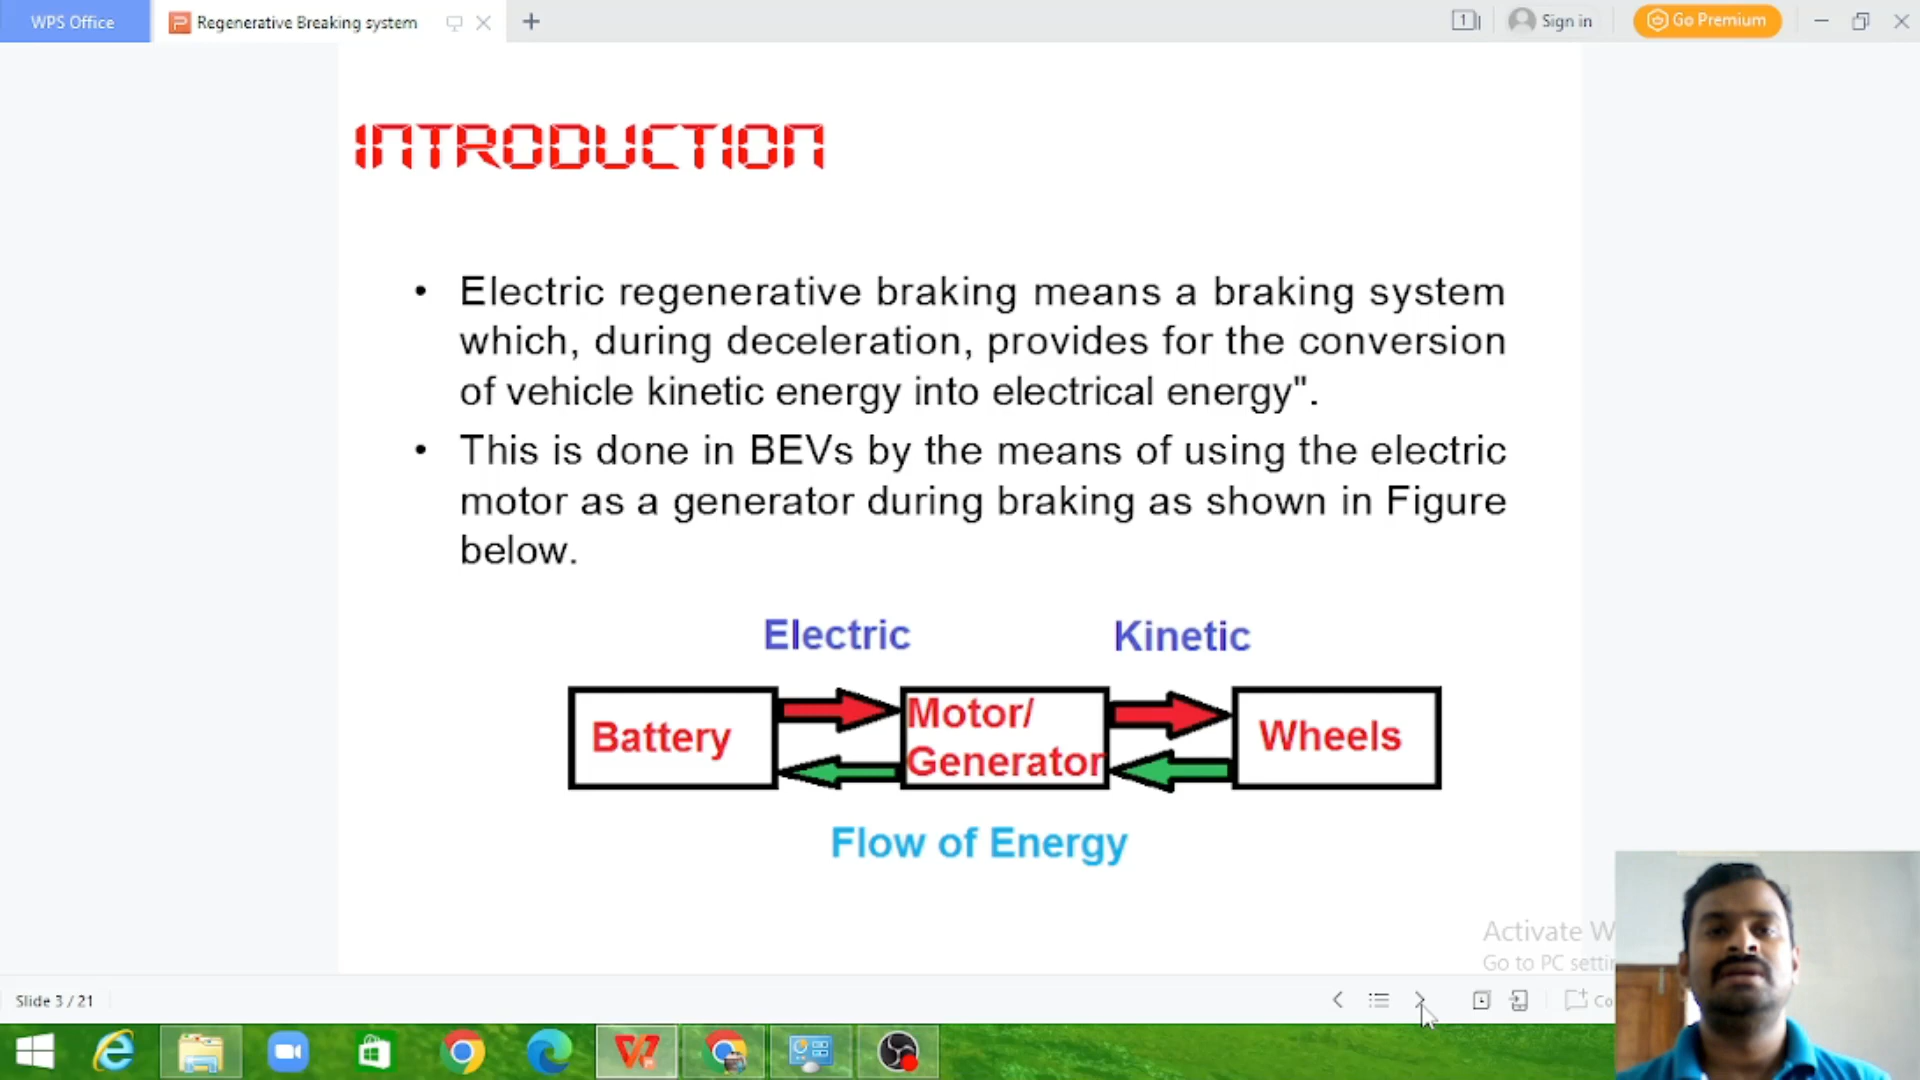 WPS Office
Regenerative Breaking system
1
Sign in
Go Premium
INTRODUCTION
• Electric regenerative braking means a braking system
which, during deceleration, provides for the conversion
of vehicle kinetic energy into electrical energy".
• This is done in BEVs by the means of using the electric
motor as a generator during braking as shown in Figure
below.
Electric
Kinetic
Battery
Motor/
Generator
Wheels
Flow of Energy
Activate W
Go to PC settin
Slide 3 / 21
Co